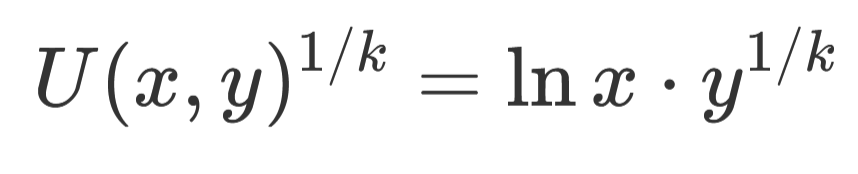 U(x, y)^{1/k} = ln x · y^{1/k}